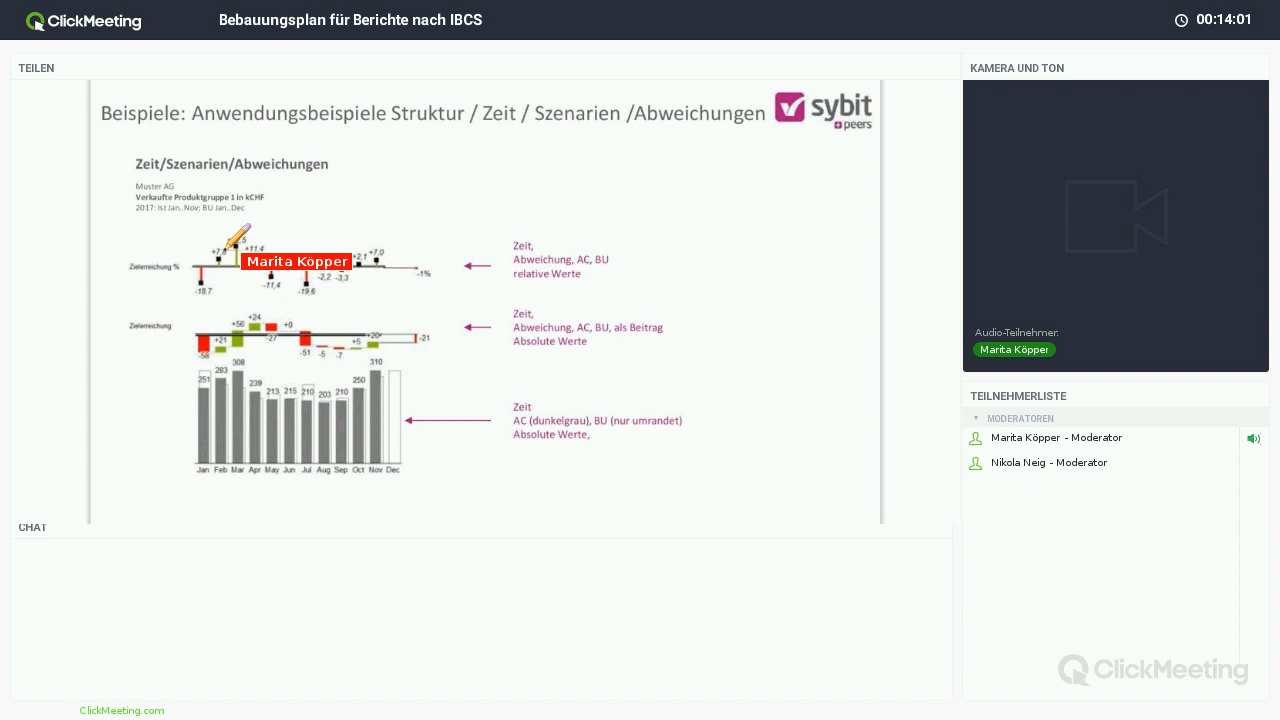 ClickMeeting
Bebauungsplan für Berichte nach IBCS
00:14:01
TEILEN
KAMERA UND TON
Beispiele: Anwendungsbeispiele Struktur / Zeit / Szenarien /Abweichungen
sybit
+peers
Zeit/Szenarien/Abweichungen
Muster AG
Verkaufte Produktgruppe 1 in kCHF
2017: Ist Jan..Nov; BU Jan..Dec
+11,4
+2,1
+7,0
Marita Köpper
Zielerreichung %
-18,7
-11,4
-19,6
-2,2
-3,3
-1%
Zeit,
Abweichung, AC, BU
relative Werte
Zielerreichung
-58
+21
+56
+24
-27
+0
-51
-5
-7
+5
+20
-21
Zeit,
Abweichung, AC, BU, als Beitrag
Absolute Werte
251
283
308
239
213
215
210
203
210
250
310
Zeit
AC (dunkelgrau), BU (nur umrandet)
Absolute Werte,
Jan Feb Mar Apr May Jun Jul Aug Sep Oct Nov Dec
Audio-Teilnehmer:
Marita Köpper
TEILNEHMERLISTE
MODERATOREN
Marita Köpper - Moderator
Nikola Neig - Moderator
CHAT
ClickMeeting
ClickMeeting.com